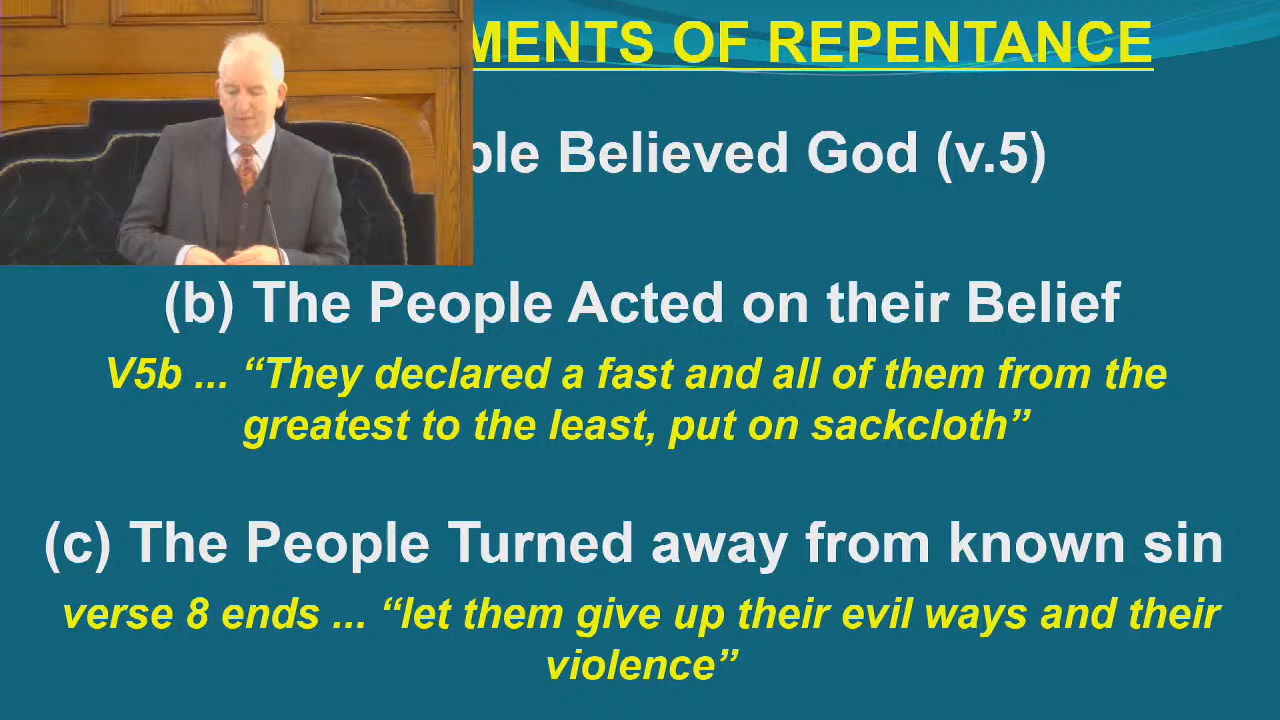 MENTS OF REPENTANCE
ple Believed God (v.5)
(b) The People Acted on their Belief
V5b ... “They declared a fast and all of them from the
greatest to the least, put on sackcloth”
(c) The People Turned away from known sin
verse 8 ends ... “let them give up their evil ways and their
violence”